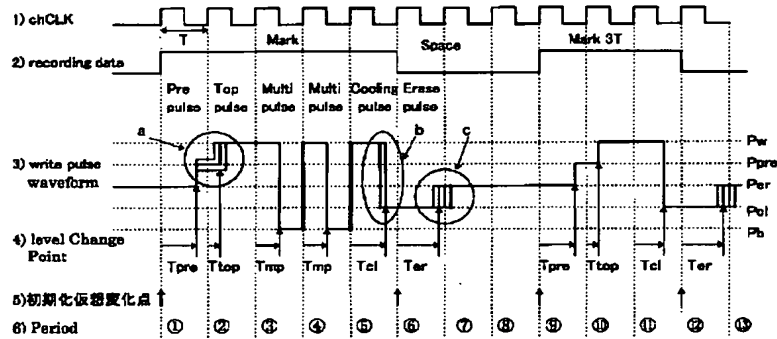 1) chCLK
T
Mark
Space
Mark 3T
2) recording data
Pre pulse
Top pulse
Multi pulse
Multi pulse
Cooling pulse
Erase pulse
a
b
c
3) write pulse waveform
Pw
Ppre
Per
Pcl
Pb
4) level Change Point
Tpre
Ttop
Tmp
Tmp
Tcl
Ter
Tpre
Ttop
Tcl
Ter
5)初期化仮想変化点
6) Period
① ② ③ ④ ⑤ ⑥ ⑦ ⑧ ⑨ ⑩ ⑪ ⑫ ⑬